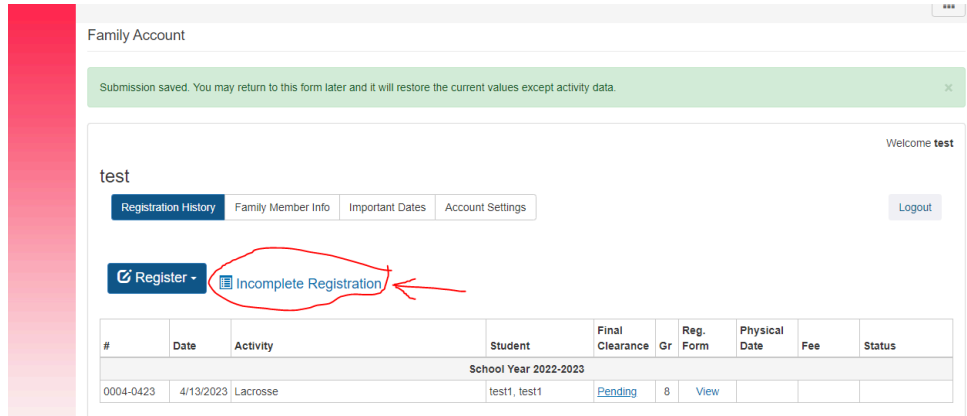 Family Account
Submission saved. You may return to this form later and it will restore the current values except activity data. ×
Welcome test
test
Registration History Family Member Info Important Dates Account Settings Logout
Register Incomplete Registration
# Date Activity Student Final Clearance Gr Reg. Form Physical Date Fee Status
School Year 2022-2023
0004-0423 4/13/2023 Lacrosse test1, test1 Pending 8 View